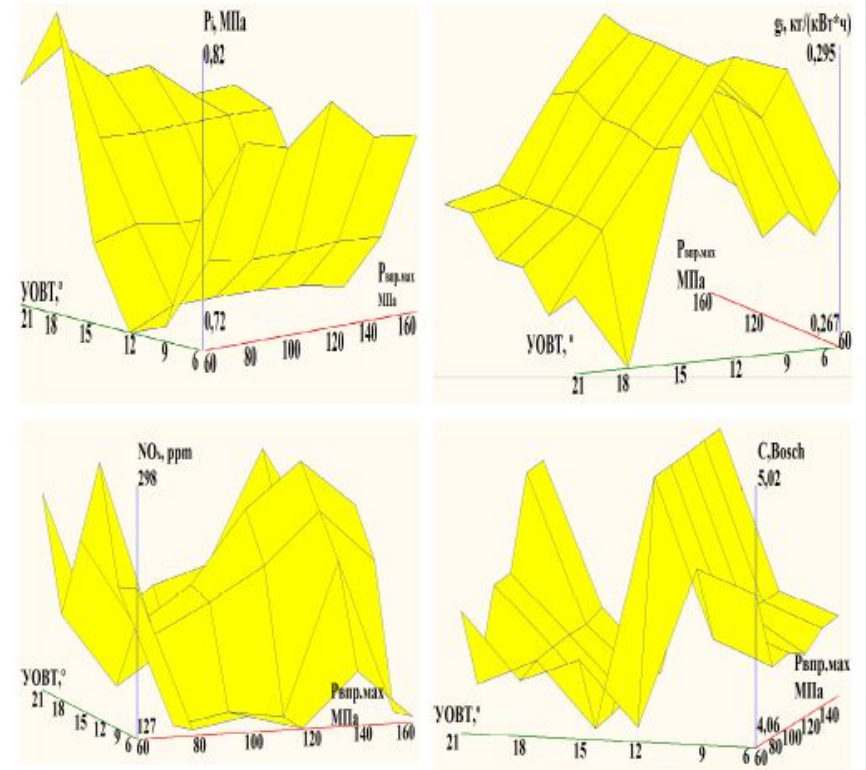 Pi, МПа
0,82
УОВТ,°
21 18 15 12 9 6
0,72
60 80 100 120 140 160
Pвпр.мах
МПа
gi, кг/(кВт*ч)
0,295
Pвпр.мах
МПа
160 120 60
0,267
УОВТ, °
21 18 15 12 9 6
NOx, ppm
298
УОВТ,°
21 18 15 12 9 6
127
60 80 100 120 140 160
Pвпр.мах
МПа
C,Bosch
5,02
УОВТ,°
21 18 15 12 9 6
4,06
60 80 100 120 140
Pвпр.мах
МПа